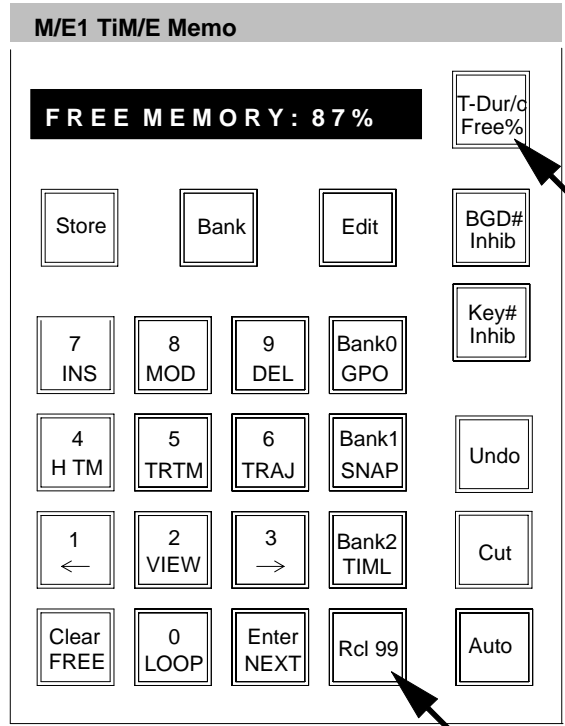 M/E1 TiM/E Memo
FREE MEMORY: 87%
T-Dur/c
Free%
Store
Bank
Edit
BGD#
Inhib
Key#
Inhib
7
INS
8
MOD
9
DEL
Bank0
GPO
4
H TM
5
TRTM
6
TRAJ
Bank1
SNAP
Undo
1
←
2
VIEW
3
→
Bank2
TIML
Cut
Clear
FREE
0
LOOP
Enter
NEXT
Rcl 99
Auto